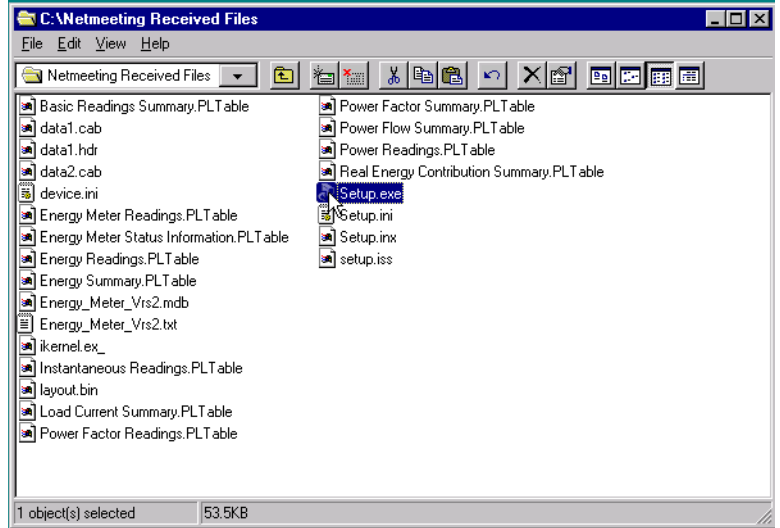 C:\Netmeeting Received Files
File Edit View Help
Netmeeting Received Files
Basic Readings Summary.PLTable
data1.cab
data1.hdr
data2.cab
device.ini
Energy Meter Readings.PLTable
Energy Meter Status Information.PLTable
Energy Readings.PLTable
Energy Summary.PLTable
Energy_Meter_Vrs2.mdb
Energy_Meter_Vrs2.txt
ikernel.ex_
Instantaneous Readings.PLTable
layout.bin
Load Current Summary.PLTable
Power Factor Readings.PLTable
Power Factor Summary.PLTable
Power Flow Summary.PLTable
Power Readings.PLTable
Real Energy Contribution Summary.PLTable
Setup.exe
Setup.ini
Setup.inx
setup.iss
1 object(s) selected 53.5KB